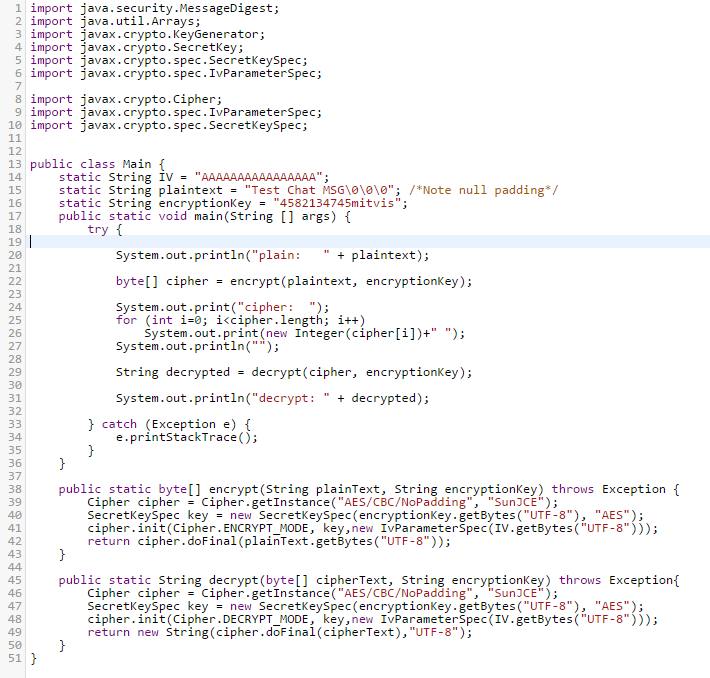 1 import java.security.MessageDigest;
2 import java.util.Arrays;
3 import javax.crypto.KeyGenerator;
4 import javax.crypto.SecretKey;
5 import javax.crypto.spec.SecretKeySpec;
6 import javax.crypto.spec.IvParameterSpec;
7
8 import javax.crypto.Cipher;
9 import javax.crypto.spec.IvParameterSpec;
10 import javax.crypto.spec.SecretKeySpec;
11
12
13 public class Main {
14     static String IV = "AAAAAAAAAAAAAAAA";
15     static String plaintext = "Test Chat MSG\0\0\0"; /*Note null padding*/
16     static String encryptionKey = "4582134745mitvis";
17     public static void main(String [] args) {
18         try {
19
20             System.out.println("plain:   " + plaintext);
21
22             byte[] cipher = encrypt(plaintext, encryptionKey);
23
24             System.out.print("cipher:  ");
25             for (int i=0; i<cipher.length; i++)
26                 System.out.print(new Integer(cipher[i])+" ");
27             System.out.println("");
28
29             String decrypted = decrypt(cipher, encryptionKey);
30
31             System.out.println("decrypt: " + decrypted);
32
33         } catch (Exception e) {
34             e.printStackTrace();
35         }
36     }
37
38     public static byte[] encrypt(String plainText, String encryptionKey) throws Exception {
39         Cipher cipher = Cipher.getInstance("AES/CBC/NoPadding", "SunJCE");
40         SecretKeySpec key = new SecretKeySpec(encryptionKey.getBytes("UTF-8"), "AES");
41         cipher.init(Cipher.ENCRYPT_MODE, key,new IvParameterSpec(IV.getBytes("UTF-8")));
42         return cipher.doFinal(plainText.getBytes("UTF-8"));
43     }
44
45     public static String decrypt(byte[] cipherText, String encryptionKey) throws Exception{
46         Cipher cipher = Cipher.getInstance("AES/CBC/NoPadding", "SunJCE");
47         SecretKeySpec key = new SecretKeySpec(encryptionKey.getBytes("UTF-8"), "AES");
48         cipher.init(Cipher.DECRYPT_MODE, key,new IvParameterSpec(IV.getBytes("UTF-8")));
49         return new String(cipher.doFinal(cipherText),"UTF-8");
50     }
51 }